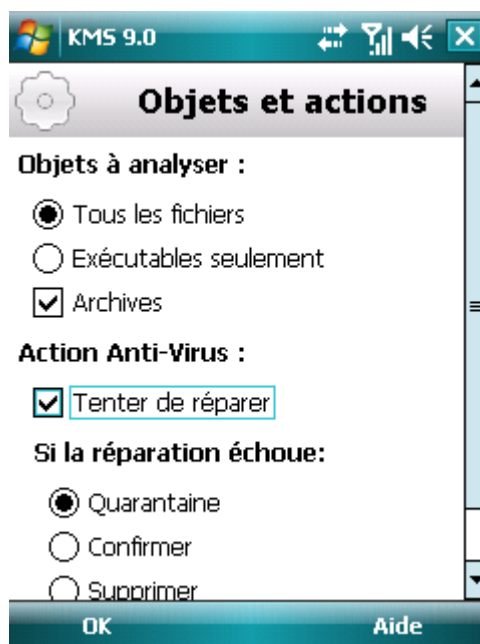 KMS 9.0
Objets et actions
Objets à analyser :
Tous les fichiers
Exécutables seulement
Archives
Action Anti-Virus :
Tenter de réparer
Si la réparation échoue:
Quarantaine
Confirmer
Supprimer
OK Aide